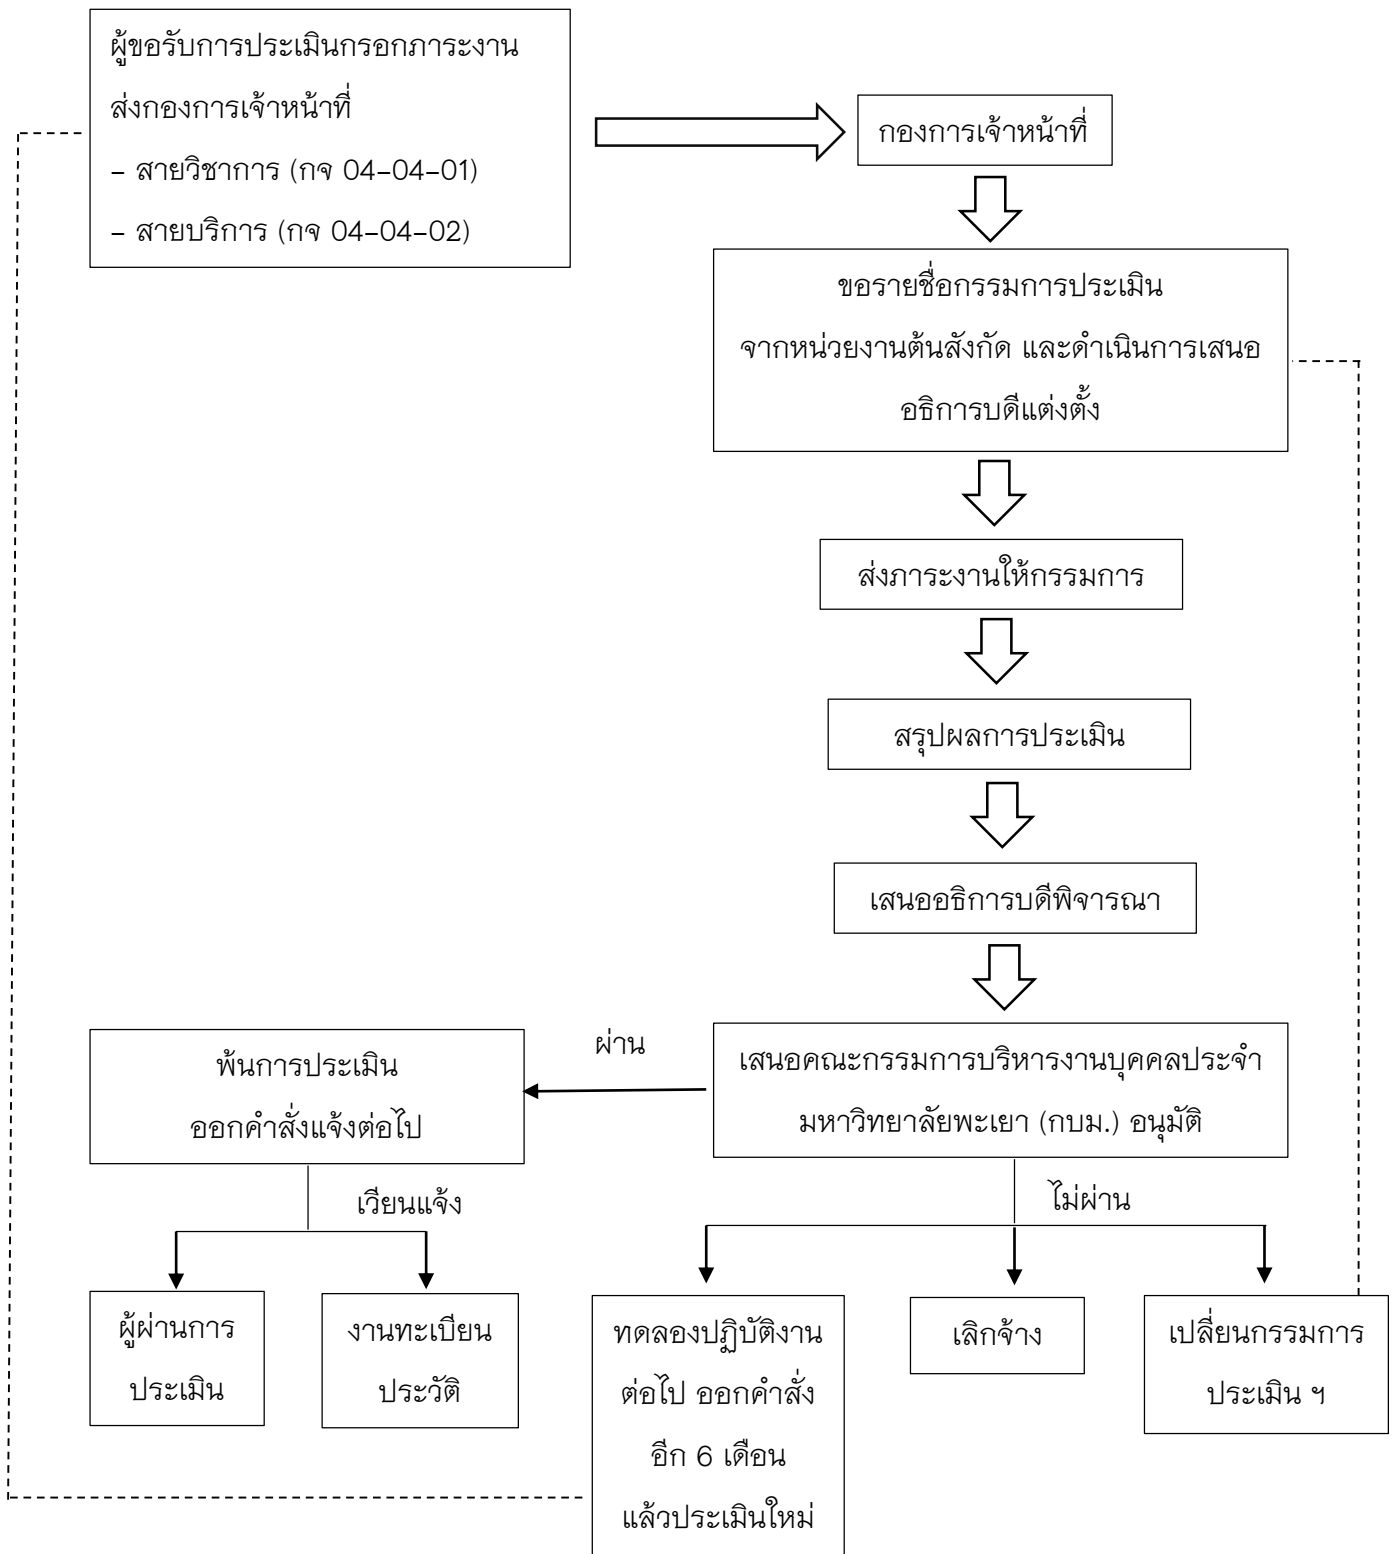 ผู้ขอรับการประเมินกรอกภาระงาน
ส่งกองการเจ้าหน้าที่
– สายวิชาการ (กจ 04–04–01)
– สายบริการ (กจ 04–04–02)
กองการเจ้าหน้าที่
ขอรายชื่อกรรมการประเมิน
จากหน่วยงานต้นสังกัด และดำเนินการเสนอ
อธิการบดีแต่งตั้ง
ส่งภาระงานให้กรรมการ
สรุปผลการประเมิน
เสนออธิการบดีพิจารณา
เสนอคณะกรรมการบริหารงานบุคคลประจำ
มหาวิทยาลัยพะเยา (กบม.) อนุมัติ
ผ่าน
พ้นการประเมิน
ออกคำสั่งแจ้งต่อไป
เวียนแจ้ง
ผู้ผ่านการ
ประเมิน
งานทะเบียน
ประวัติ
ไม่ผ่าน
ทดลองปฏิบัติงาน
ต่อไป ออกคำสั่ง
อีก 6 เดือน
แล้วประเมินใหม่
เลิกจ้าง
เปลี่ยนกรรมการ
ประเมิน ฯ